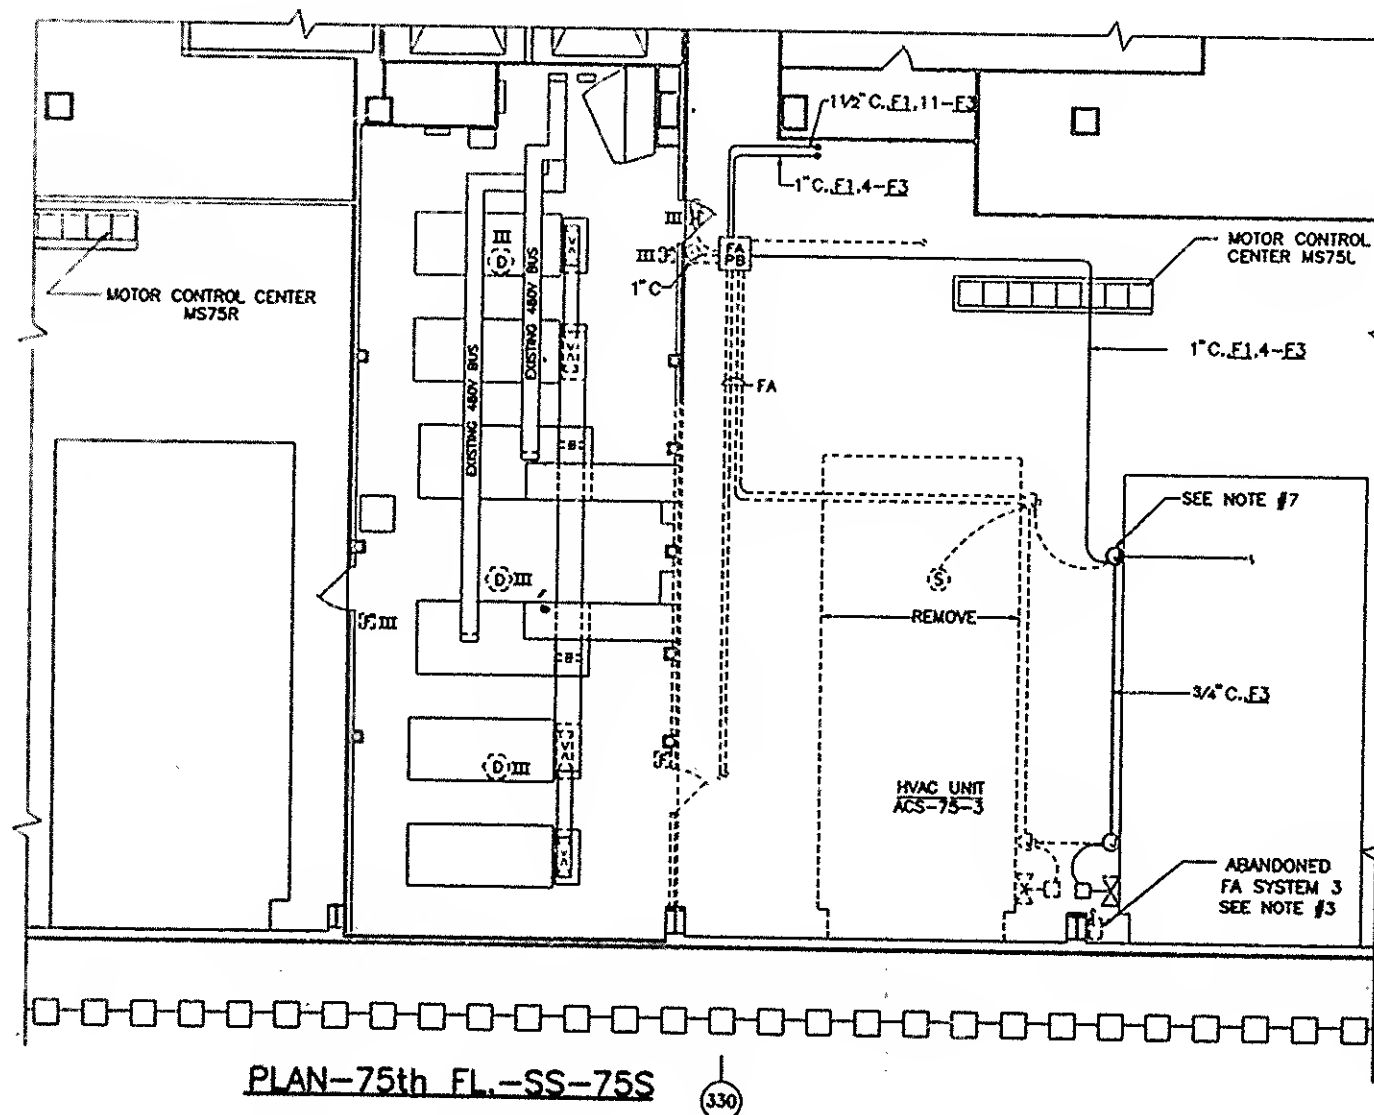 1 1/2" C.,F1,11-F3
1" C.,F1,4-F3
III
III
D
FA
PB
III
1" C
MOTOR CONTROL
CENTER MS75L
MOTOR CONTROL CENTER
MS75R
EXISTING 480V BUS
EXISTING 480V BUS
1" C.,F1,4-F3
FA
B
SEE NOTE #7
S
D
III
REMOVE
III
B
3/4" C.,F3
D
III
HVAC UNIT
ACS-75-3
ABANDONED
FA SYSTEM 3
SEE NOTE #3
PLAN-75th FL.-SS-75S
330